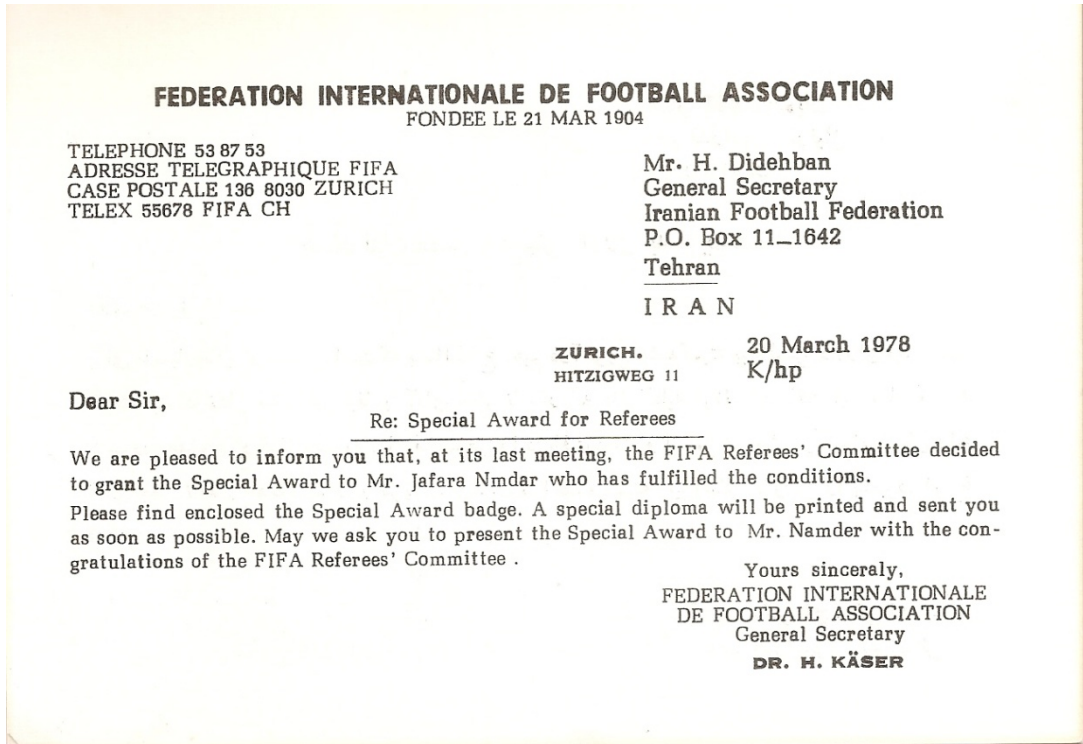 FEDERATION INTERNATIONALE DE FOOTBALL ASSOCIATION
FONDEE LE 21 MAR 1904
TELEPHONE 53 87 53
ADRESSE TELEGRAPHIQUE FIFA
CASE POSTALE 136 8030 ZURICH
TELEX 55678 FIFA CH
Mr. H. Didehban
General Secretary
Iranian Football Federation
P.O. Box 11-1642
Tehran
IRAN
ZÜRICH.
HITZIGWEG 11
20 March 1978
K/hp
Dear Sir,
Re: Special Award for Referees
We are pleased to inform you that, at its last meeting, the FIFA Referees' Committee decided
to grant the Special Award to Mr. Jafara Nmdar who has fulfilled the conditions.
Please find enclosed the Special Award badge. A special diploma will be printed and sent you
as soon as possible. May we ask you to present the Special Award to Mr. Namder with the con-
gratulations of the FIFA Referees' Committee .
Yours sinceraly,
FEDERATION INTERNATIONALE
DE FOOTBALL ASSOCIATION
General Secretary
DR. H. KÄSER